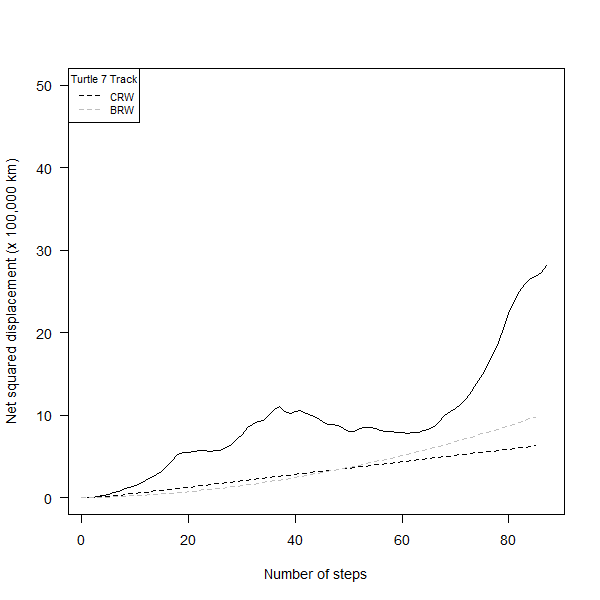 Turtle 7 Track
CRW
BRW
50
40
30
20
10
0
Net squared displacement (x 100,000 km)
0 20 40 60 80
Number of steps